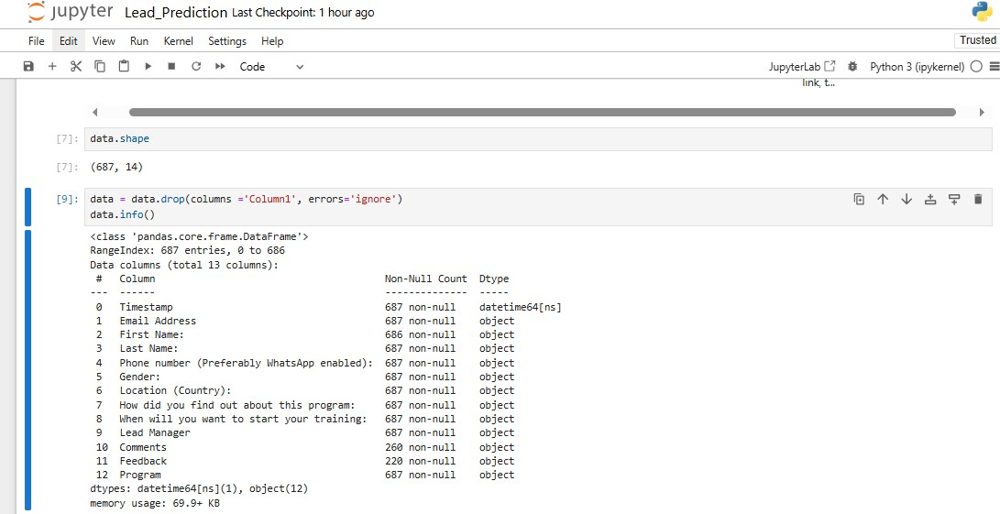 jupyter Lead_Prediction Last Checkpoint: 1 hour ago
File Edit View Run Kernel Settings Help Trusted
Code JupyterLab Python 3 (ipykernel)
link, t...
[7]: data.shape
[7]: (687, 14)
[9]: data = data.drop(columns ='Column1', errors='ignore')
data.info()
<class 'pandas.core.frame.DataFrame'>
RangeIndex: 687 entries, 0 to 686
Data columns (total 13 columns):
 #   Column                                    Non-Null Count  Dtype
---  ------                                    --------------  -----
 0   Timestamp                                 687 non-null    datetime64[ns]
 1   Email Address                             687 non-null    object
 2   First Name:                               686 non-null    object
 3   Last Name:                                687 non-null    object
 4   Phone number (Preferably WhatsApp enabled):  687 non-null    object
 5   Gender:                                   687 non-null    object
 6   Location (Country):                       687 non-null    object
 7   How did you find out about this program:  687 non-null    object
 8   When will you want to start your training:  687 non-null    object
 9   Lead Manager                              687 non-null    object
 10  Comments                                  260 non-null    object
 11  Feedback                                  220 non-null    object
 12  Program                                   687 non-null    object
dtypes: datetime64[ns](1), object(12)
memory usage: 69.9+ KB